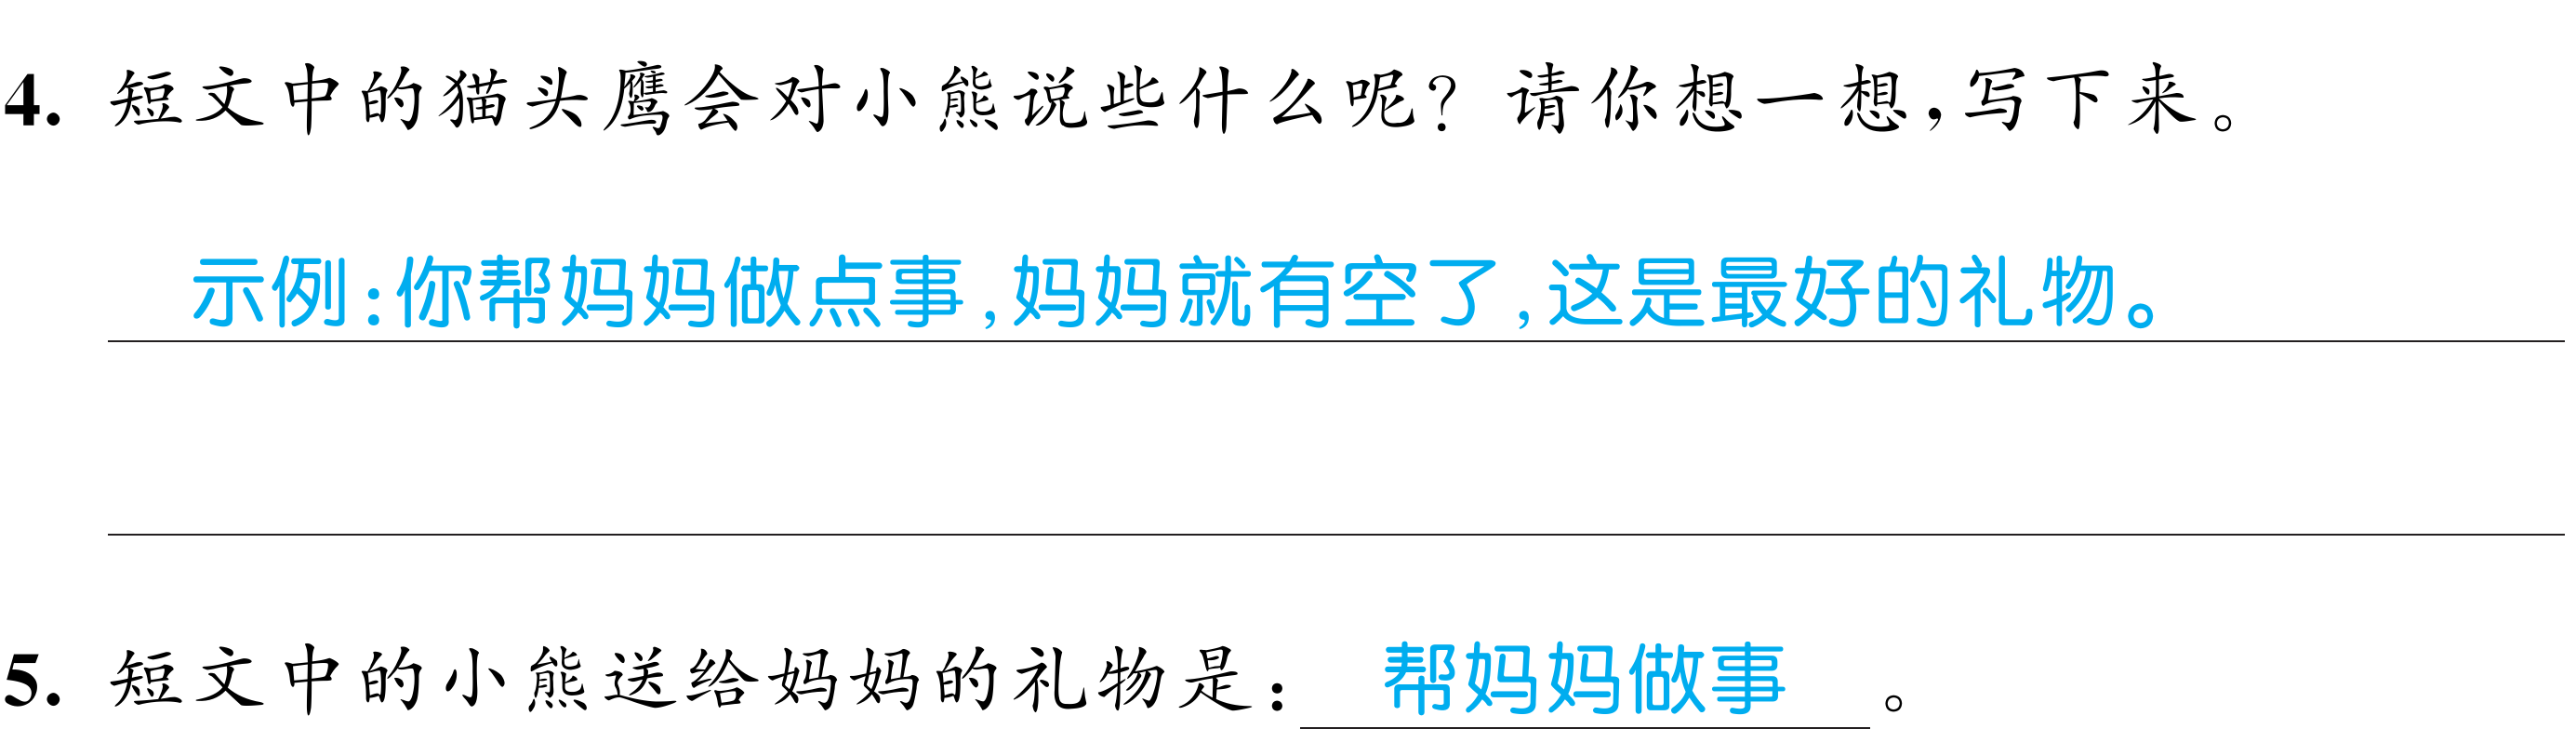 4. 短文中的猫头鹰会对小熊说些什么呢？请你想一想，写下来。
示例：你帮妈妈做点事，妈妈就有空了，这是最好的礼物。
5. 短文中的小熊送给妈妈的礼物是：帮妈妈做事。